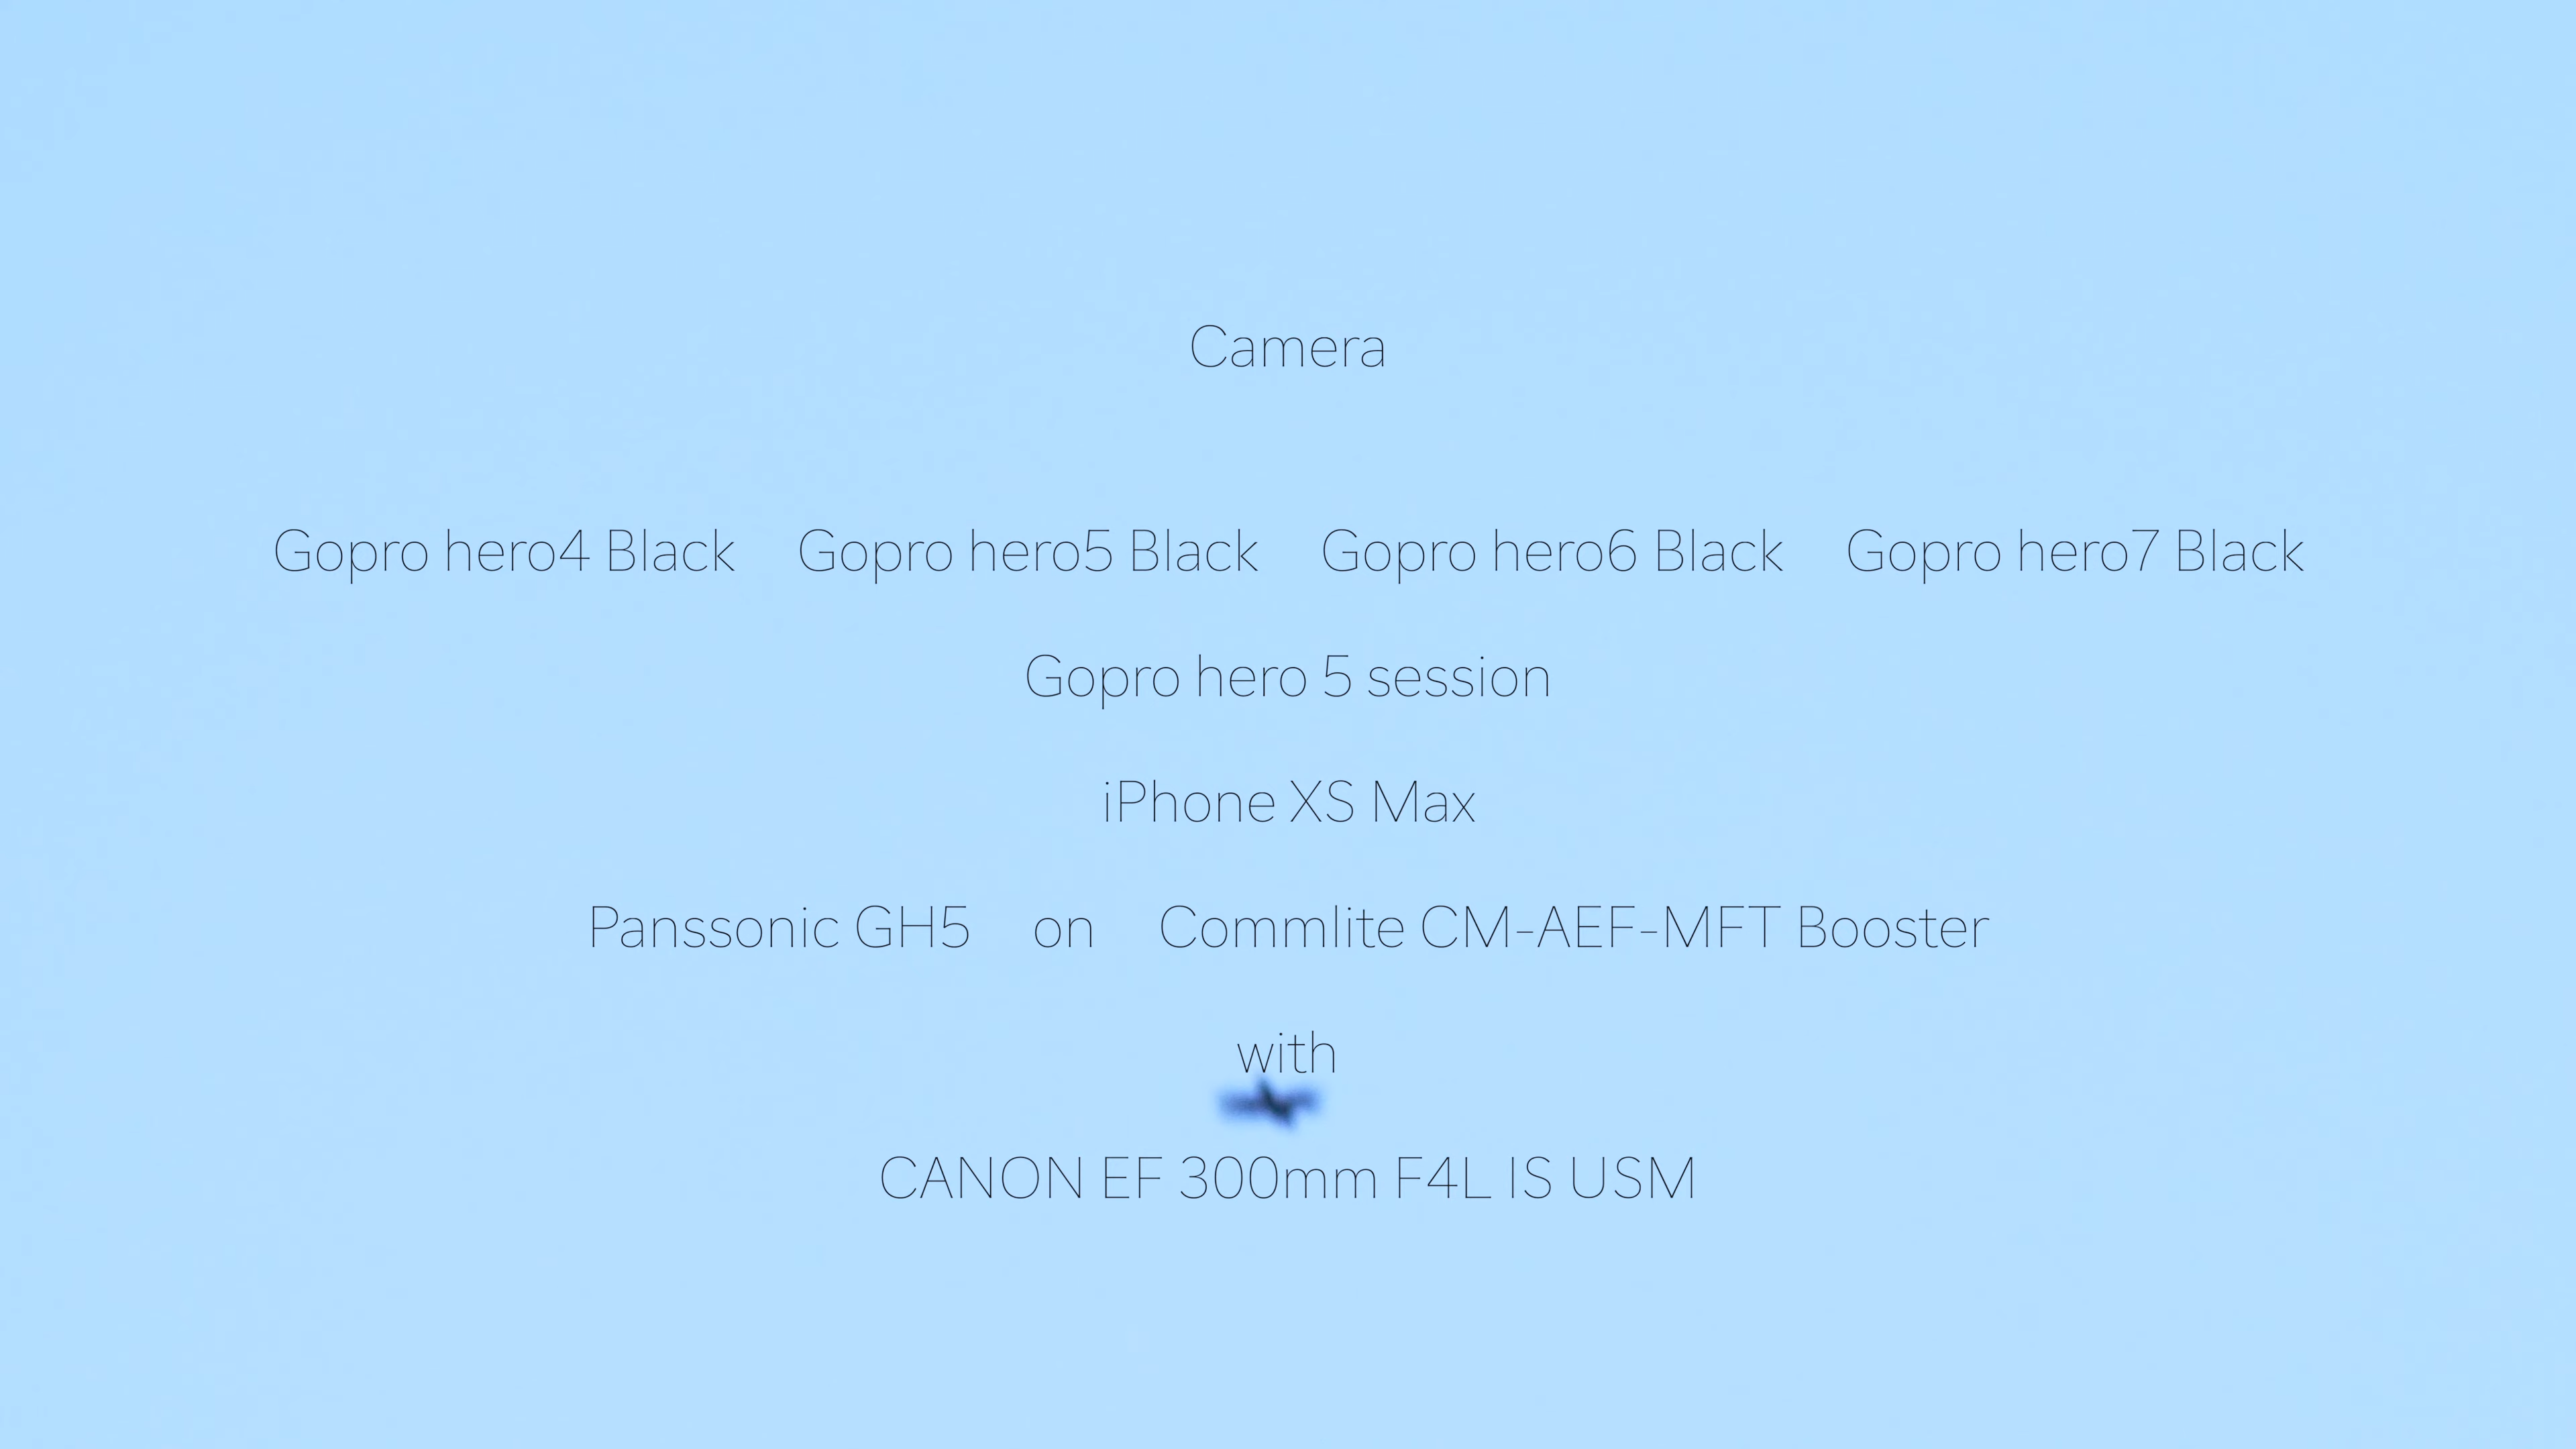 Camera
Gopro hero4 Black Gopro hero5 Black Gopro hero6 Black Gopro hero7 Black
Gopro hero 5 session
iPhone XS Max
Panssonic GH5 on Commlite CM-AEF-MFT Booster
with
CANON EF 300mm F4L IS USM